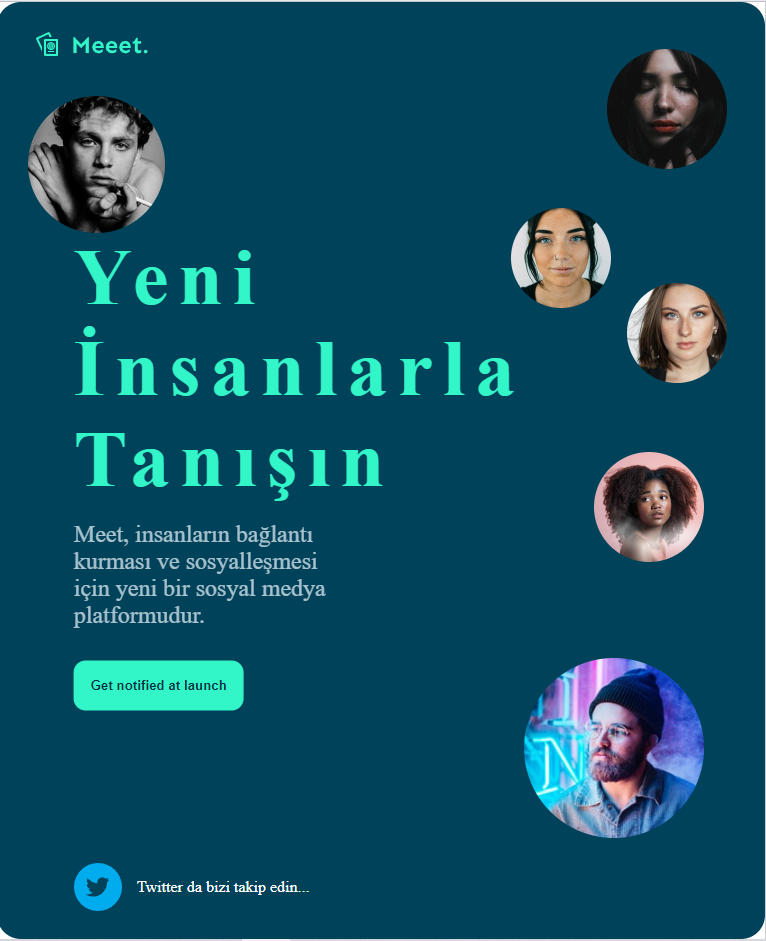 Meeet.
Yeni
İnsanlarla
Tanışın
Meet, insanların bağlantı
kurması ve sosyalleşmesi
için yeni bir sosyal medya
platformudur.
Get notified at launch
Twitter da bizi takip edin...